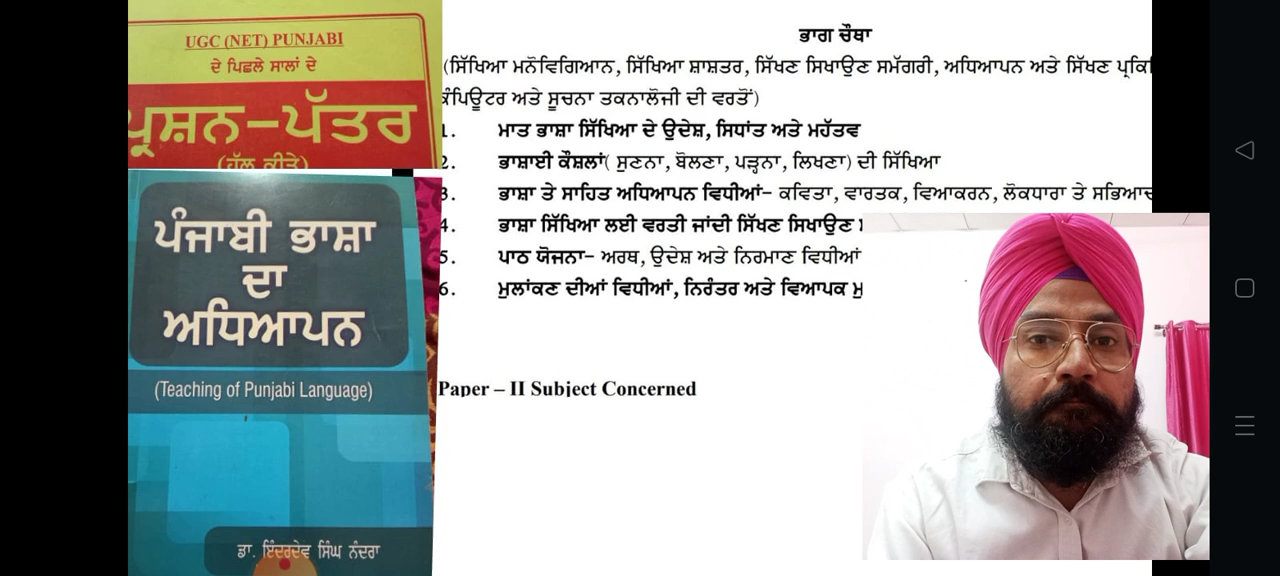 UGC (NET) PUNJABI
ਦੇ ਪਿਛਲੇ ਸਾਲਾਂ ਦੇ
ਪ੍ਰਸ਼ਨ-ਪੱਤਰ
(ਹੱਲ ਕੀਤੇ)
ਪੰਜਾਬੀ ਭਾਸ਼ਾ
ਦਾ
ਅਧਿਆਪਨ
(Teaching of Punjabi Language)
ਡਾ. ਇੰਦਰਦੇਵ ਸਿੰਘ ਨੰਦਰਾ
ਭਾਗ ਚੌਥਾ
(ਸਿੱਖਿਆ ਮਨੋਵਿਗਿਆਨ, ਸਿੱਖਿਆ ਸ਼ਾਸ਼ਤਰ, ਸਿੱਖਣ ਸਿਖਾਉਣ ਸਮੱਗਰੀ, ਅਧਿਆਪਨ ਅਤੇ ਸਿੱਖਣ
ਕੰਪਿਊਟਰ ਅਤੇ ਸੂਚਨਾ ਤਕਨਾਲੋਜੀ ਦੀ ਵਰਤੋਂ)
1. ਮਾਤ ਭਾਸ਼ਾ ਸਿੱਖਿਆ ਦੇ ਉਦੇਸ਼, ਸਿਧਾਂਤ ਅਤੇ ਮਹੱਤਵ
2. ਭਾਸ਼ਾਈ ਕੌਸ਼ਲਾਂ( ਸੁਣਨਾ, ਬੋਲਣਾ, ਪੜ੍ਹਨਾ, ਲਿਖਣਾ) ਦੀ ਸਿੱਖਿਆ
3. ਭਾਸ਼ਾ ਤੇ ਸਾਹਿਤ ਅਧਿਆਪਨ ਵਿਧੀਆਂ- ਕਵਿਤਾ, ਵਾਰਤਕ, ਵਿਆਕਰਨ, ਲੋਕਧਾਰਾ ਤੇ
4. ਭਾਸ਼ਾ ਸਿੱਖਿਆ ਲਈ ਵਰਤੀ ਜਾਂਦੀ ਸਿੱਖਣ ਸਿਖਾਉਣ
5. ਪਾਠ ਯੋਜਨਾ- ਅਰਥ, ਉਦੇਸ਼ ਅਤੇ ਨਿਰਮਾਣ ਵਿਧੀਆਂ
6. ਮੁਲਾਂਕਣ ਦੀਆਂ ਵਿਧੀਆਂ, ਨਿਰੰਤਰ ਅਤੇ ਵਿਆਪਕ
Paper – II Subject Concerned